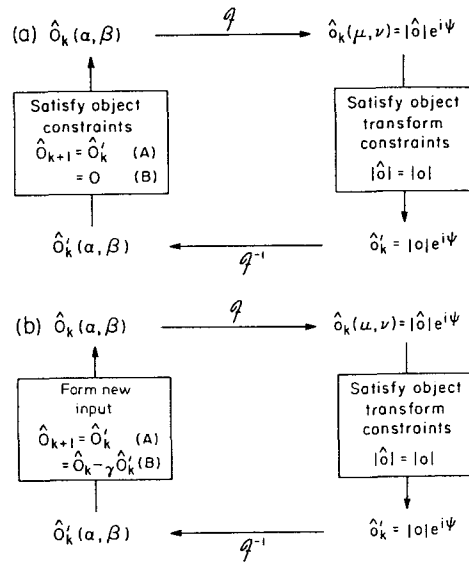 (a) Ô_k(α,β)
𝓕
ô_k(μ,ν)=|ô|e^{iψ}
Satisfy object
constraints
Ô_{k+1}=Ô'_k (A)
=0 (B)
Satisfy object
transform
constraints
|ô|=|o|
Ô'_k(α,β)
𝓕^{-1}
ô'_k=|o|e^{iψ}
(b) Ô_k(α,β)
𝓕
ô_k(μ,ν)=|ô|e^{iψ}
Form new
input
Ô_{k+1}=Ô'_k (A)
=Ô_k-γÔ'_k(B)
Satisfy object
transform
constraints
|ô|=|o|
Ô'_k(α,β)
𝓕^{-1}
ô'_k=|o|e^{iψ}